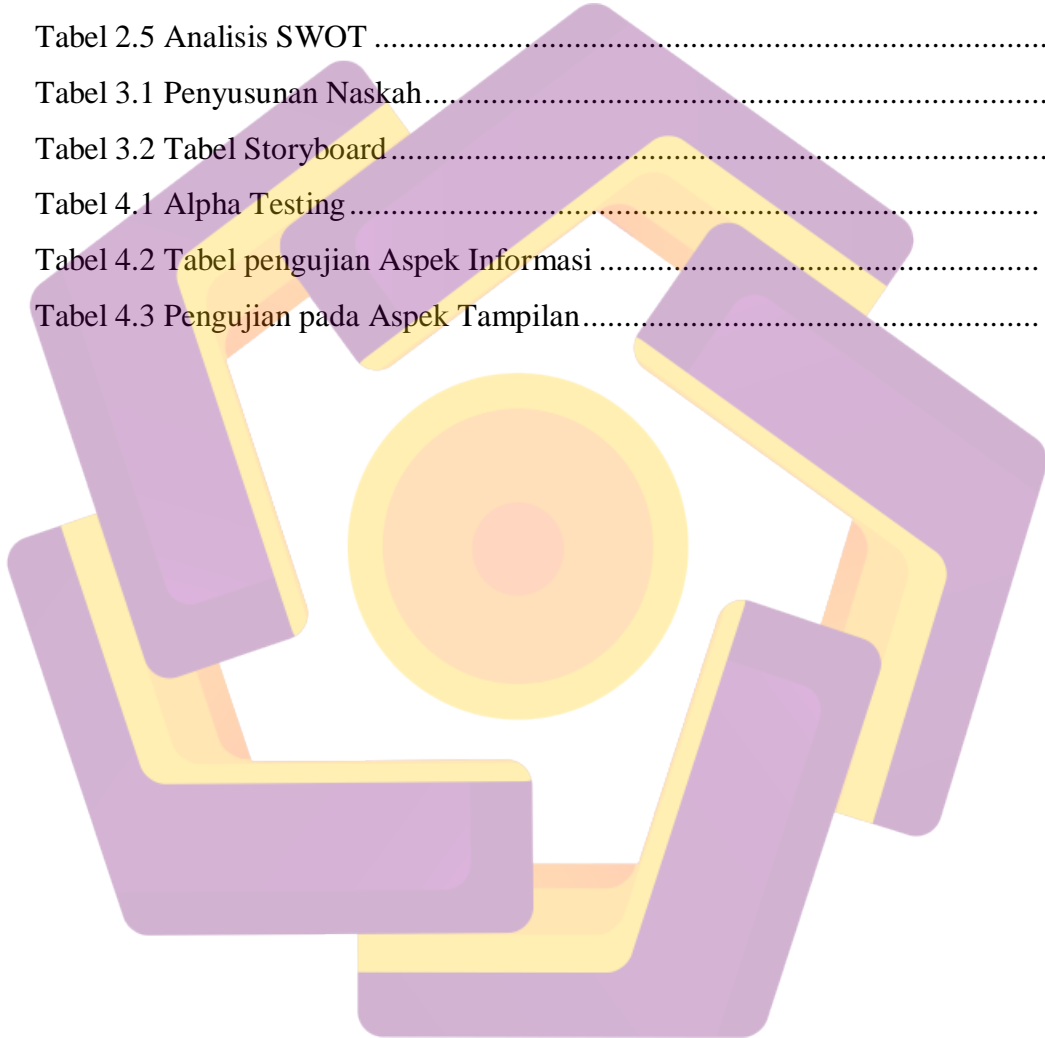 Tabel 2.5 Analisis SWOT ....................................................................
Tabel 3.1 Penyusunan Naskah...............................................................
Tabel 3.2 Tabel Storyboard...................................................................
Tabel 4.1 Alpha Testing.......................................................................
Tabel 4.2 Tabel pengujian Aspek Informasi ............................................
Tabel 4.3 Pengujian pada Aspek Tampilan..............................................